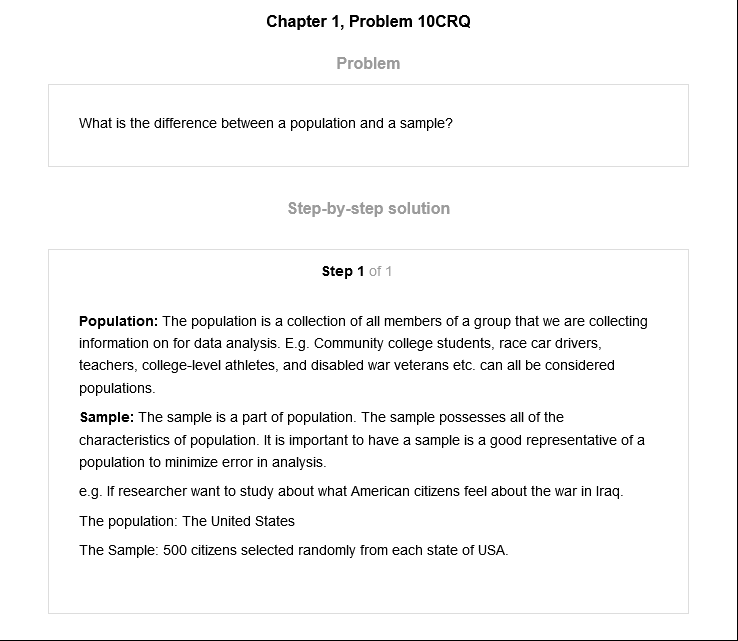 Chapter 1, Problem 10CRQ
Problem
What is the difference between a population and a sample?
Step-by-step solution
Step 1 of 1
Population: The population is a collection of all members of a group that we are collecting
information on for data analysis. E.g. Community college students, race car drivers,
teachers, college-level athletes, and disabled war veterans etc. can all be considered
populations.
Sample: The sample is a part of population. The sample possesses all of the
characteristics of population. It is important to have a sample is a good representative of a
population to minimize error in analysis.
e.g. If researcher want to study about what American citizens feel about the war in Iraq.
The population: The United States
The Sample: 500 citizens selected randomly from each state of USA.